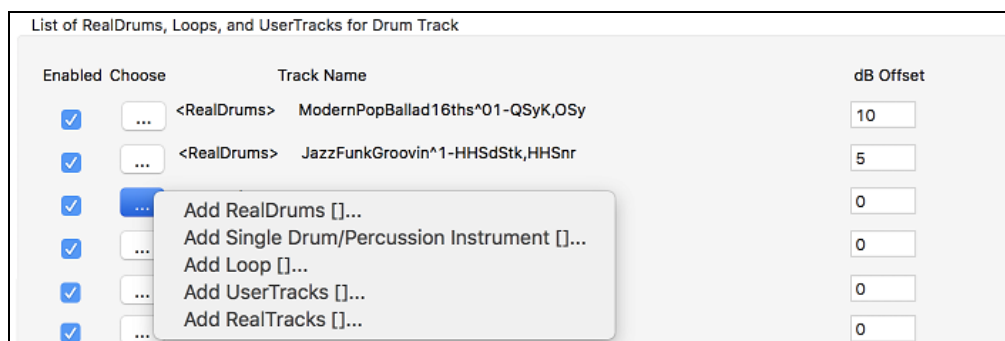 List of RealDrums, Loops, and UserTracks for Drum Track
Enabled Choose Track Name dB Offset
... <RealDrums> ModernPopBallad16ths^01-QSyK,OSy 10
... <RealDrums> JazzFunkGroovin^1-HHSdStk,HHSnr 5
... 0
Add RealDrums []...
Add Single Drum/Percussion Instrument []...
... 0
Add Loop []...
... 0
Add UserTracks []...
Add RealTracks []...
... 0